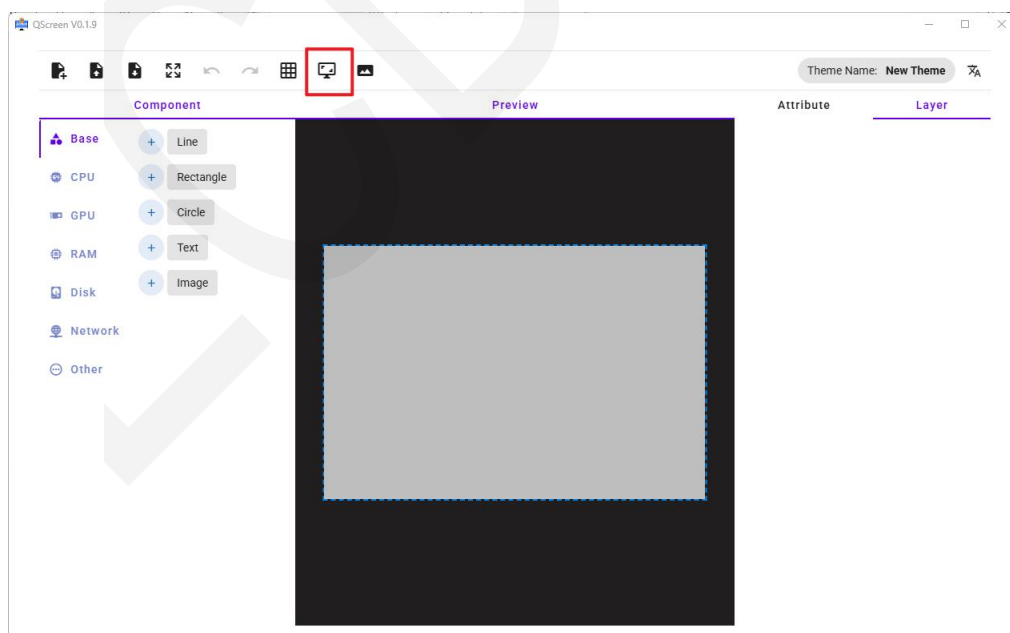 QScreen V0.1.9
Theme Name: New Theme
Component
Preview
Attribute
Layer
Base
CPU
GPU
RAM
Disk
Network
Other
+ Line
+ Rectangle
+ Circle
+ Text
+ Image